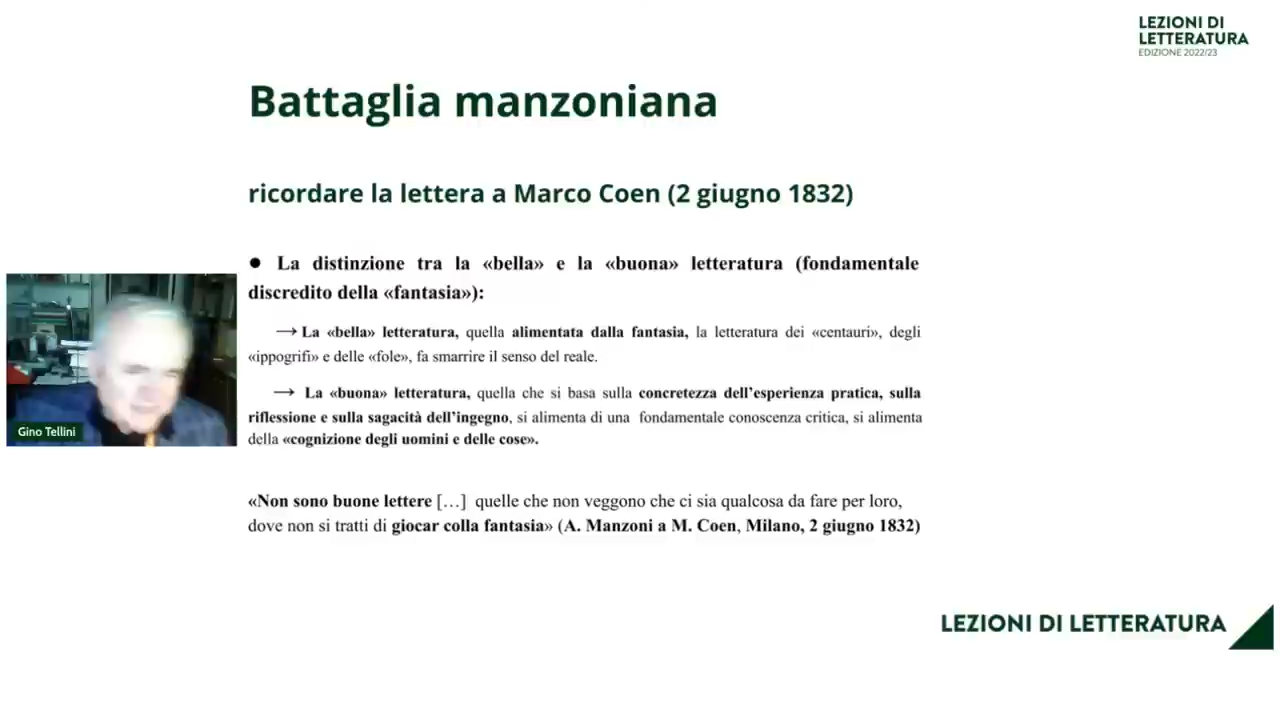 LEZIONI DI
LETTERATURA
EDIZIONE 2022/23
Battaglia manzoniana
ricordare la lettera a Marco Coen (2 giugno 1832)
● La distinzione tra la «bella» e la «buona» letteratura (fondamentale
discredito della «fantasia»):
→ La «bella» letteratura, quella alimentata dalla fantasia, la letteratura dei «centauri», degli
«ippogrifi» e delle «fole», fa smarrire il senso del reale.
→ La «buona» letteratura, quella che si basa sulla concretezza dell’esperienza pratica, sulla
riflessione e sulla sagacità dell’ingegno, si alimenta di una fondamentale conoscenza critica, si alimenta
della «cognizione degli uomini e delle cose».
«Non sono buone lettere […] quelle che non veggono che ci sia qualcosa da fare per loro,
dove non si tratti di giocar colla fantasia» (A. Manzoni a M. Coen, Milano, 2 giugno 1832)
Gino Tellini
LEZIONI DI LETTERATURA